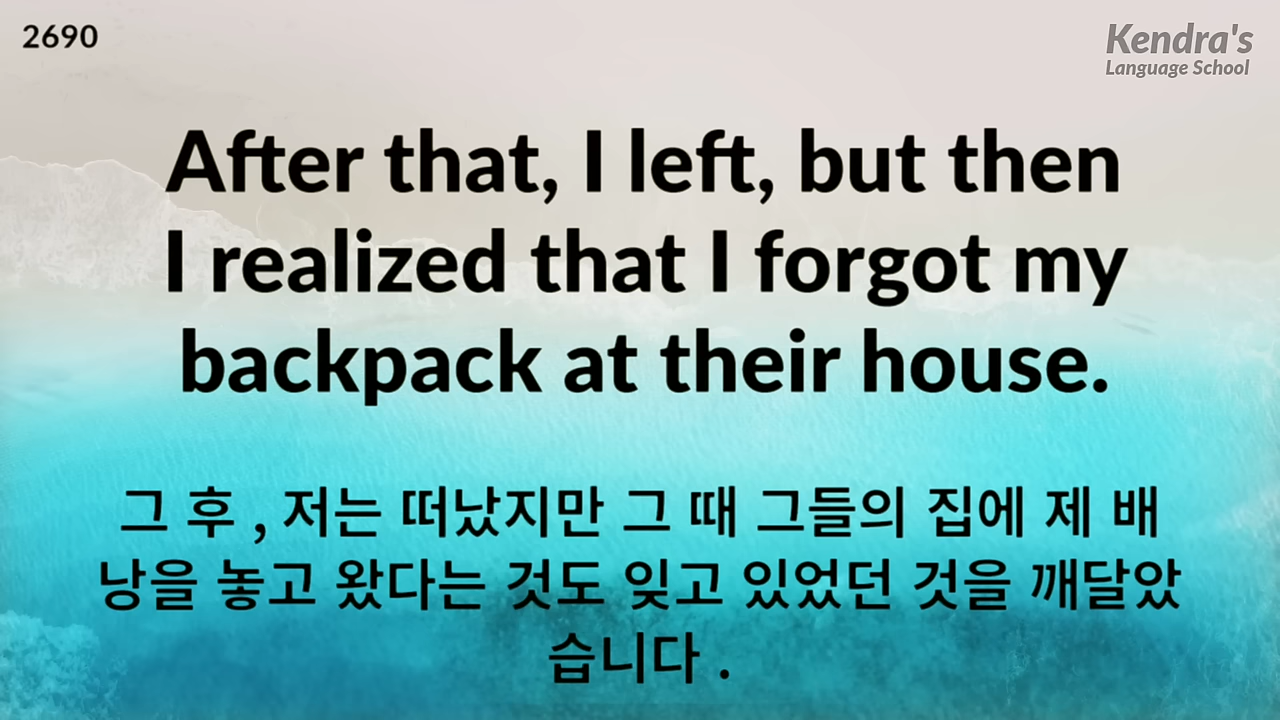 2690
Kendra's
Language School
After that, I left, but then
I realized that I forgot my
backpack at their house.
그 후 , 저는 떠났지만 그 때 그들의 집에 제 배
낭을 놓고 왔다는 것도 잊고 있었던 것을 깨달았
습니다 .